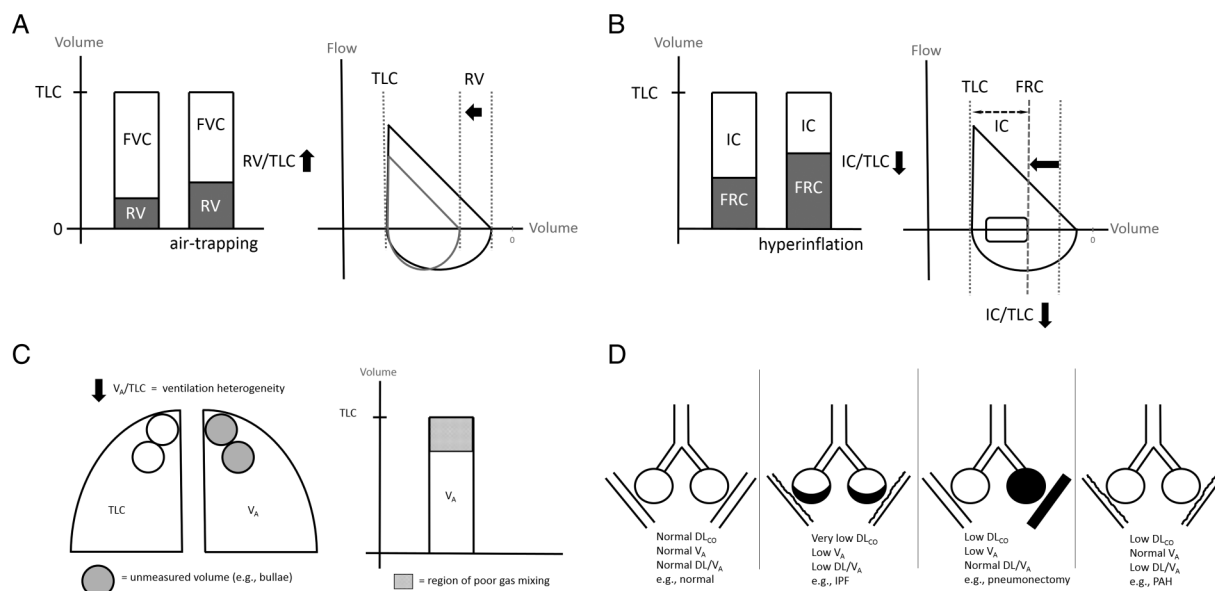 A
Volume
TLC
FVC
FVC
RV
RV
0
air-trapping
RV/TLC
Flow
TLC
RV
Volume
0
B
Volume
TLC
IC
IC
FRC
FRC
hyperinflation
IC/TLC
Flow
TLC
FRC
IC
Volume
0
IC/TLC
C
VA/TLC = ventilation heterogeneity
TLC
VA
= unmeasured volume (e.g., bullae)
Volume
TLC
VA
= region of poor gas mixing
D
Normal DLCO
Normal VA
Normal DL/VA
e.g., normal
Very low DLCO
Low VA
Low DL/VA
e.g., IPF
Low DLCO
Low VA
Normal DL/VA
e.g., pneumonectomy
Low DLCO
Normal VA
Low DL/VA
e.g., PAH